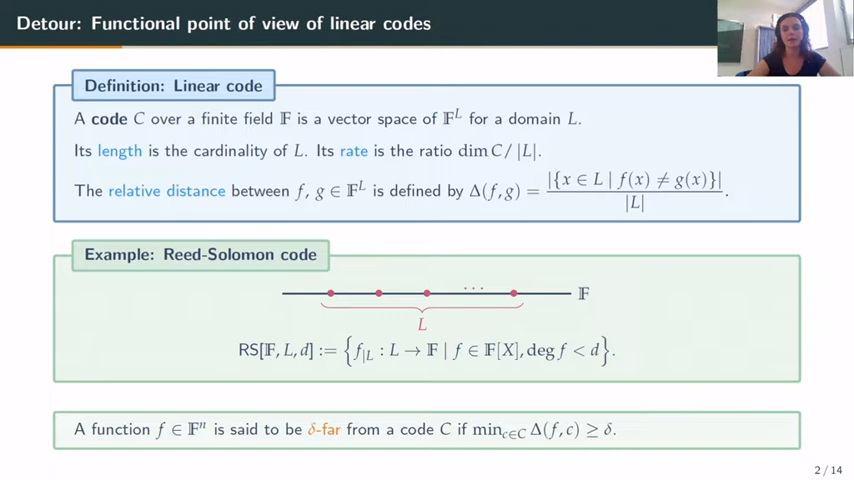 Detour: Functional point of view of linear codes
Definition: Linear code
A code C over a finite field 𝔽 is a vector space of 𝔽^L for a domain L.
Its length is the cardinality of L. Its rate is the ratio dim C/ |L|.
The relative distance between f, g ∈ 𝔽^L is defined by Δ(f, g) = |{x ∈ L | f(x) ≠ g(x)}| / |L|.
Example: Reed-Solomon code
... 𝔽
L
RS[𝔽, L, d] := {f_{|L} : L → 𝔽 | f ∈ 𝔽[X], deg f < d}.
A function f ∈ 𝔽^n is said to be δ-far from a code C if min_{c∈C} Δ(f, c) ≥ δ.
2 / 14